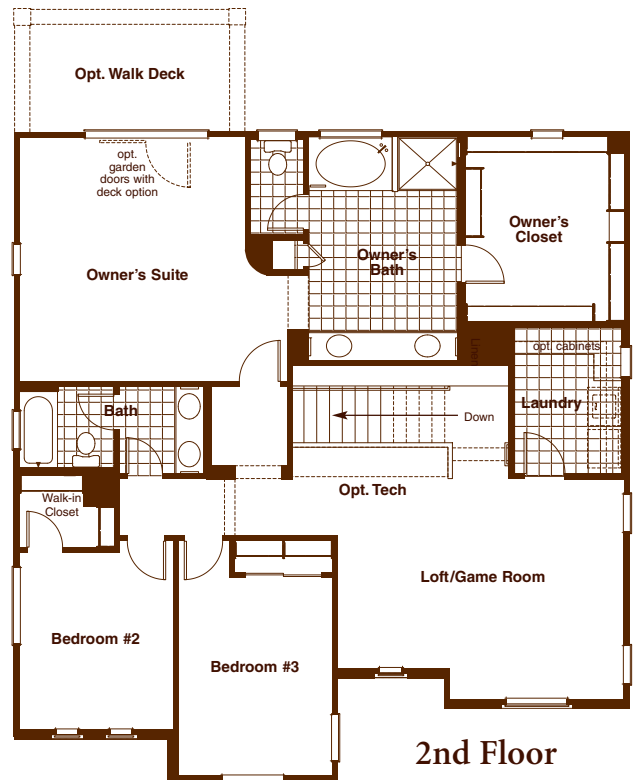 Opt. Walk Deck
opt.
garden
doors with
deck option
Owner's Suite
Owner's
Bath
Owner's
Closet
Linen
opt. cabinets
Bath
Laundry
Down
Walk-in
Closet
Opt. Tech
Loft/Game Room
Bedroom #2
Bedroom #3
2nd Floor